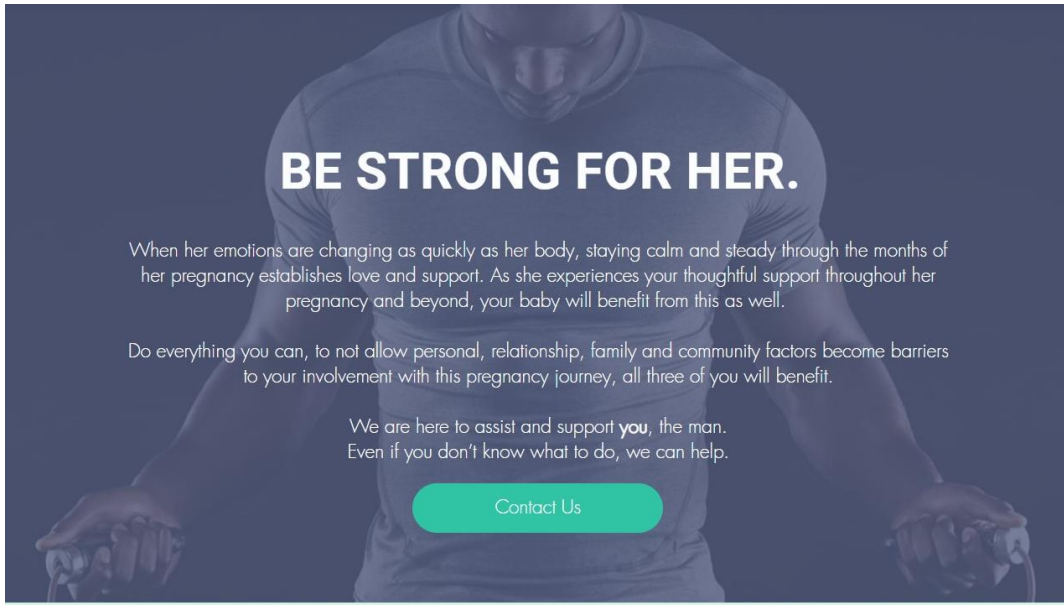 BE STRONG FOR HER.
When her emotions are changing as quickly as her body, staying calm and steady through the months of
her pregnancy establishes love and support. As she experiences your thoughtful support throughout her
pregnancy and beyond, your baby will benefit from this as well.
Do everything you can, to not allow personal, relationship, family and community factors become barriers
to your involvement with this pregnancy journey, all three of you will benefit.
We are here to assist and support you, the man.
Even if you don't know what to do, we can help.
Contact Us